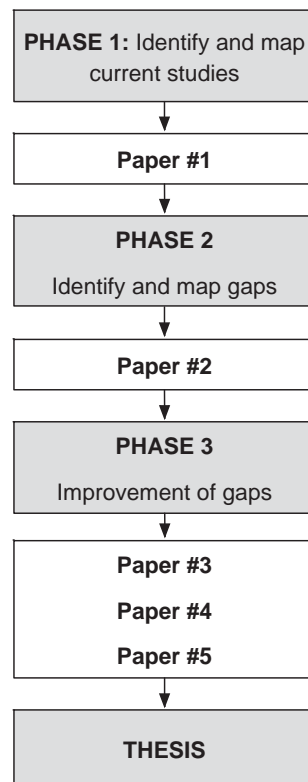 PHASE 1: Identify and map
current studies
Paper #1
PHASE 2
Identify and map gaps
Paper #2
PHASE 3
Improvement of gaps
Paper #3
Paper #4
Paper #5
THESIS